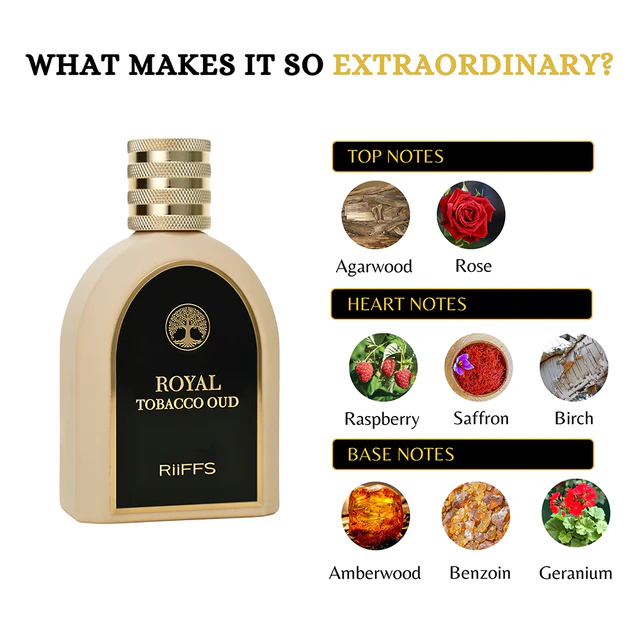 WHAT MAKES IT SO EXTRAORDINARY?
TOP NOTES
Agarwood Rose
HEART NOTES
Raspberry Saffron Birch
BASE NOTES
Amberwood Benzoin Geranium
ROYAL
TOBACCO OUD
RiiFFS